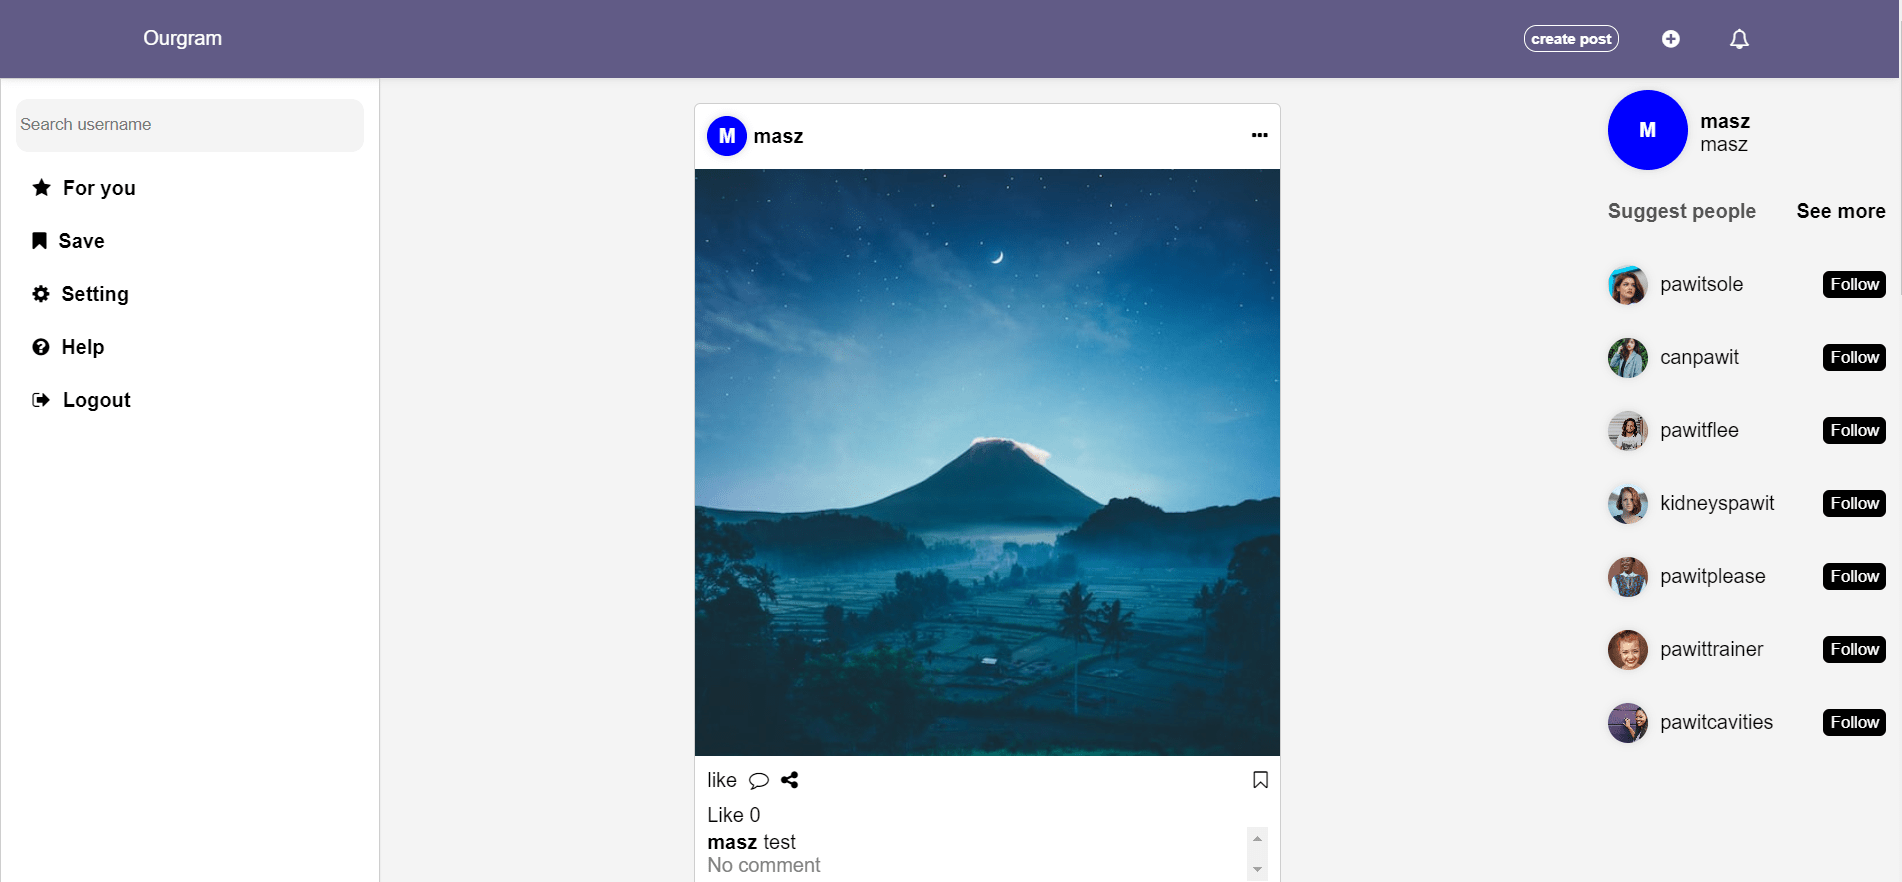 Ourgram
create post
Search username
For you
Save
Setting
Help
Logout
M masz
like
Like 0
masz test
No comment
M
masz
masz
Suggest people See more
pawitsole Follow
canpawit Follow
pawitflee Follow
kidneyspawit Follow
pawitplease Follow
pawittrainer Follow
pawitcavities Follow